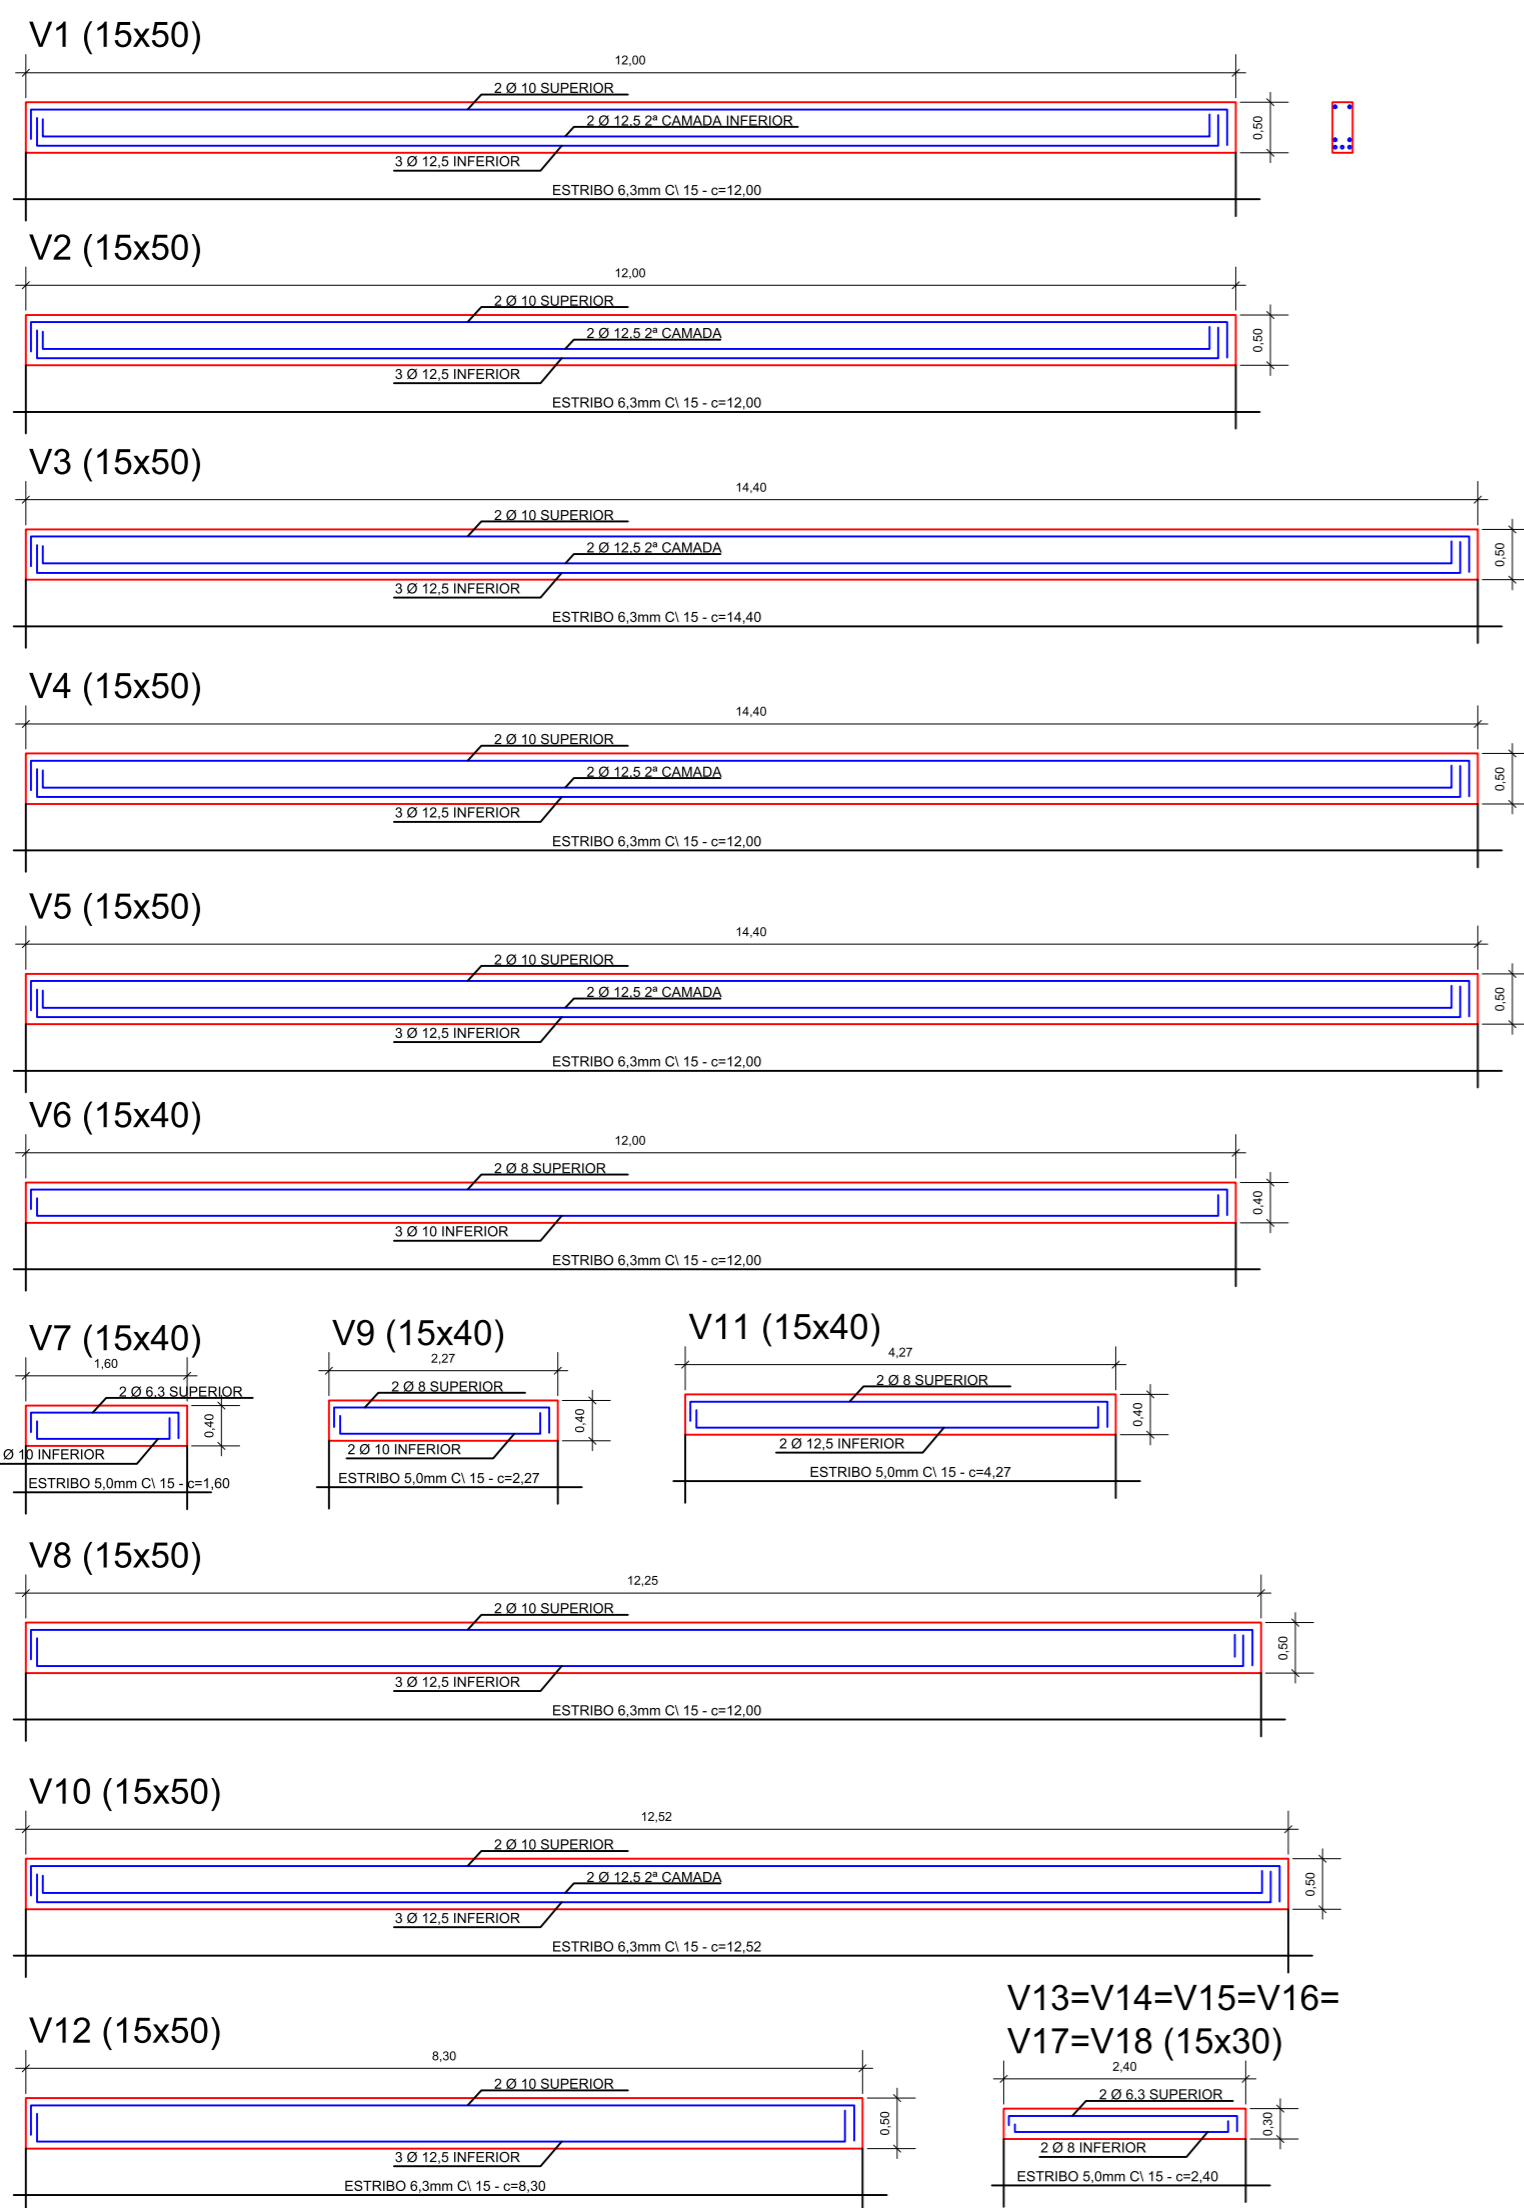 V1 (15x50)
12,00
2 Ø 10 SUPERIOR
2 Ø 12,5 2ª CAMADA INFERIOR
0,50
3 Ø 12,5 INFERIOR
ESTRIBO 6,3mm C\ 15 - c=12,00
V2 (15x50)
12,00
2 Ø 10 SUPERIOR
2 Ø 12,5 2ª CAMADA
0,50
3 Ø 12,5 INFERIOR
ESTRIBO 6,3mm C\ 15 - c=12,00
V3 (15x50)
14,40
2 Ø 10 SUPERIOR
2 Ø 12,5 2ª CAMADA
0,50
3 Ø 12,5 INFERIOR
ESTRIBO 6,3mm C\ 15 - c=14,40
V4 (15x50)
14,40
2 Ø 10 SUPERIOR
2 Ø 12,5 2ª CAMADA
0,50
3 Ø 12,5 INFERIOR
ESTRIBO 6,3mm C\ 15 - c=12,00
V5 (15x50)
14,40
2 Ø 10 SUPERIOR
2 Ø 12,5 2ª CAMADA
0,50
3 Ø 12,5 INFERIOR
ESTRIBO 6,3mm C\ 15 - c=12,00
V6 (15x40)
12,00
2 Ø 8 SUPERIOR
0,40
3 Ø 10 INFERIOR
ESTRIBO 6,3mm C\ 15 - c=12,00
V7 (15x40)
1,60
2 Ø 6,3 SUPERIOR
0,40
Ø 10 INFERIOR
ESTRIBO 5,0mm C\ 15 - c=1,60
V9 (15x40)
2,27
2 Ø 8 SUPERIOR
0,40
2 Ø 10 INFERIOR
ESTRIBO 5,0mm C\ 15 - c=2,27
V11 (15x40)
4,27
2 Ø 8 SUPERIOR
0,40
2 Ø 12,5 INFERIOR
ESTRIBO 5,0mm C\ 15 - c=4,27
V8 (15x50)
12,25
2 Ø 10 SUPERIOR
0,50
3 Ø 12,5 INFERIOR
ESTRIBO 6,3mm C\ 15 - c=12,00
V10 (15x50)
12,52
2 Ø 10 SUPERIOR
2 Ø 12,5 2ª CAMADA
0,50
3 Ø 12,5 INFERIOR
ESTRIBO 6,3mm C\ 15 - c=12,52
V12 (15x50)
8,30
2 Ø 10 SUPERIOR
0,50
3 Ø 12,5 INFERIOR
ESTRIBO 6,3mm C\ 15 - c=8,30
V13=V14=V15=V16=
V17=V18 (15x30)
2,40
2 Ø 6,3 SUPERIOR
0,30
2 Ø 8 INFERIOR
ESTRIBO 5,0mm C\ 15 - c=2,40